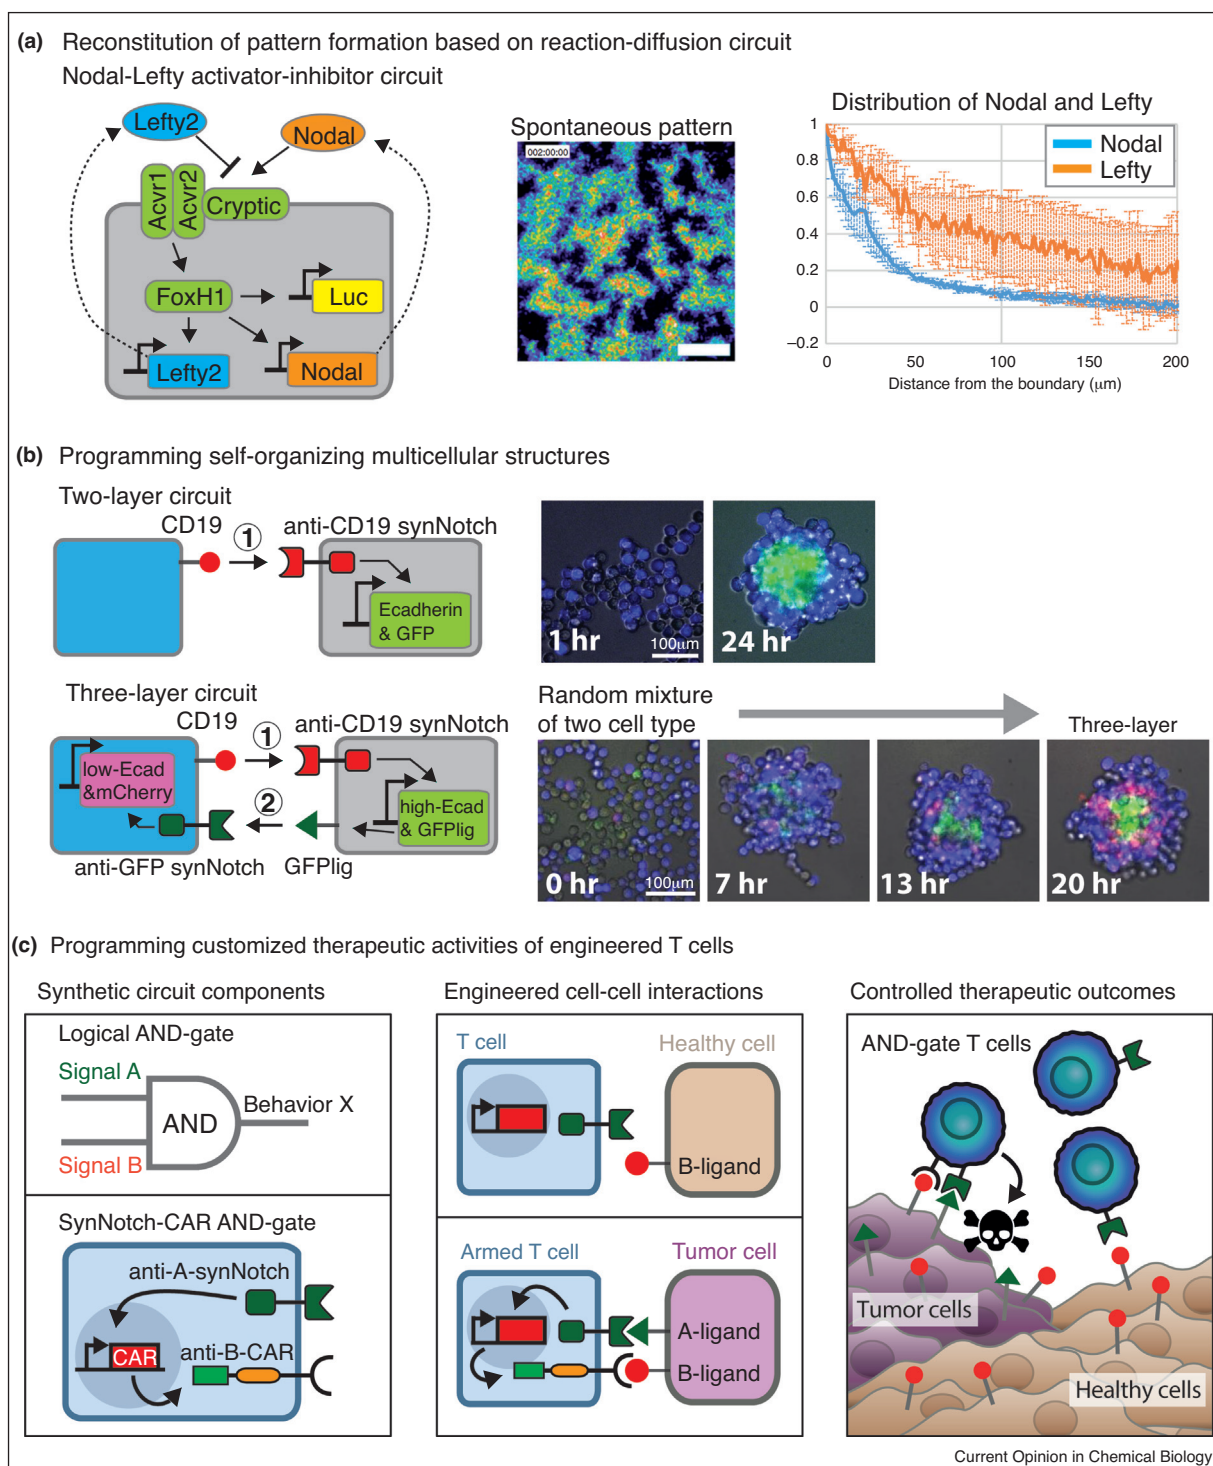 (a) Reconstitution of pattern formation based on reaction-diffusion circuit
Nodal-Lefty activator-inhibitor circuit
Lefty2
Nodal
Acvr1
Acvr2
Cryptic
FoxH1
Luc
Lefty2
Nodal
Spontaneous pattern
002:00:00
Distribution of Nodal and Lefty
Nodal
Lefty
1
0.8
0.6
0.4
0.2
0
−0.2
0 50 100 150 200
Distance from the boundary (μm)
(b) Programming self-organizing multicellular structures
Two-layer circuit
CD19
1
anti-CD19 synNotch
Ecadherin
& GFP
1 hr
100μm
24 hr
Three-layer circuit
CD19
1
anti-CD19 synNotch
low-Ecad
&mCherry
2
high-Ecad
& GFPlig
anti-GFP synNotch
GFPlig
Random mixture
of two cell type
Three-layer
0 hr
100μm
7 hr
13 hr
20 hr
(c) Programming customized therapeutic activities of engineered T cells
Synthetic circuit components
Logical AND-gate
Signal A
AND
Behavior X
Signal B
SynNotch-CAR AND-gate
anti-A-synNotch
CAR
anti-B-CAR
Engineered cell-cell interactions
T cell
Healthy cell
B-ligand
Armed T cell
Tumor cell
A-ligand
B-ligand
Controlled therapeutic outcomes
AND-gate T cells
Tumor cells
Healthy cells
Current Opinion in Chemical Biology